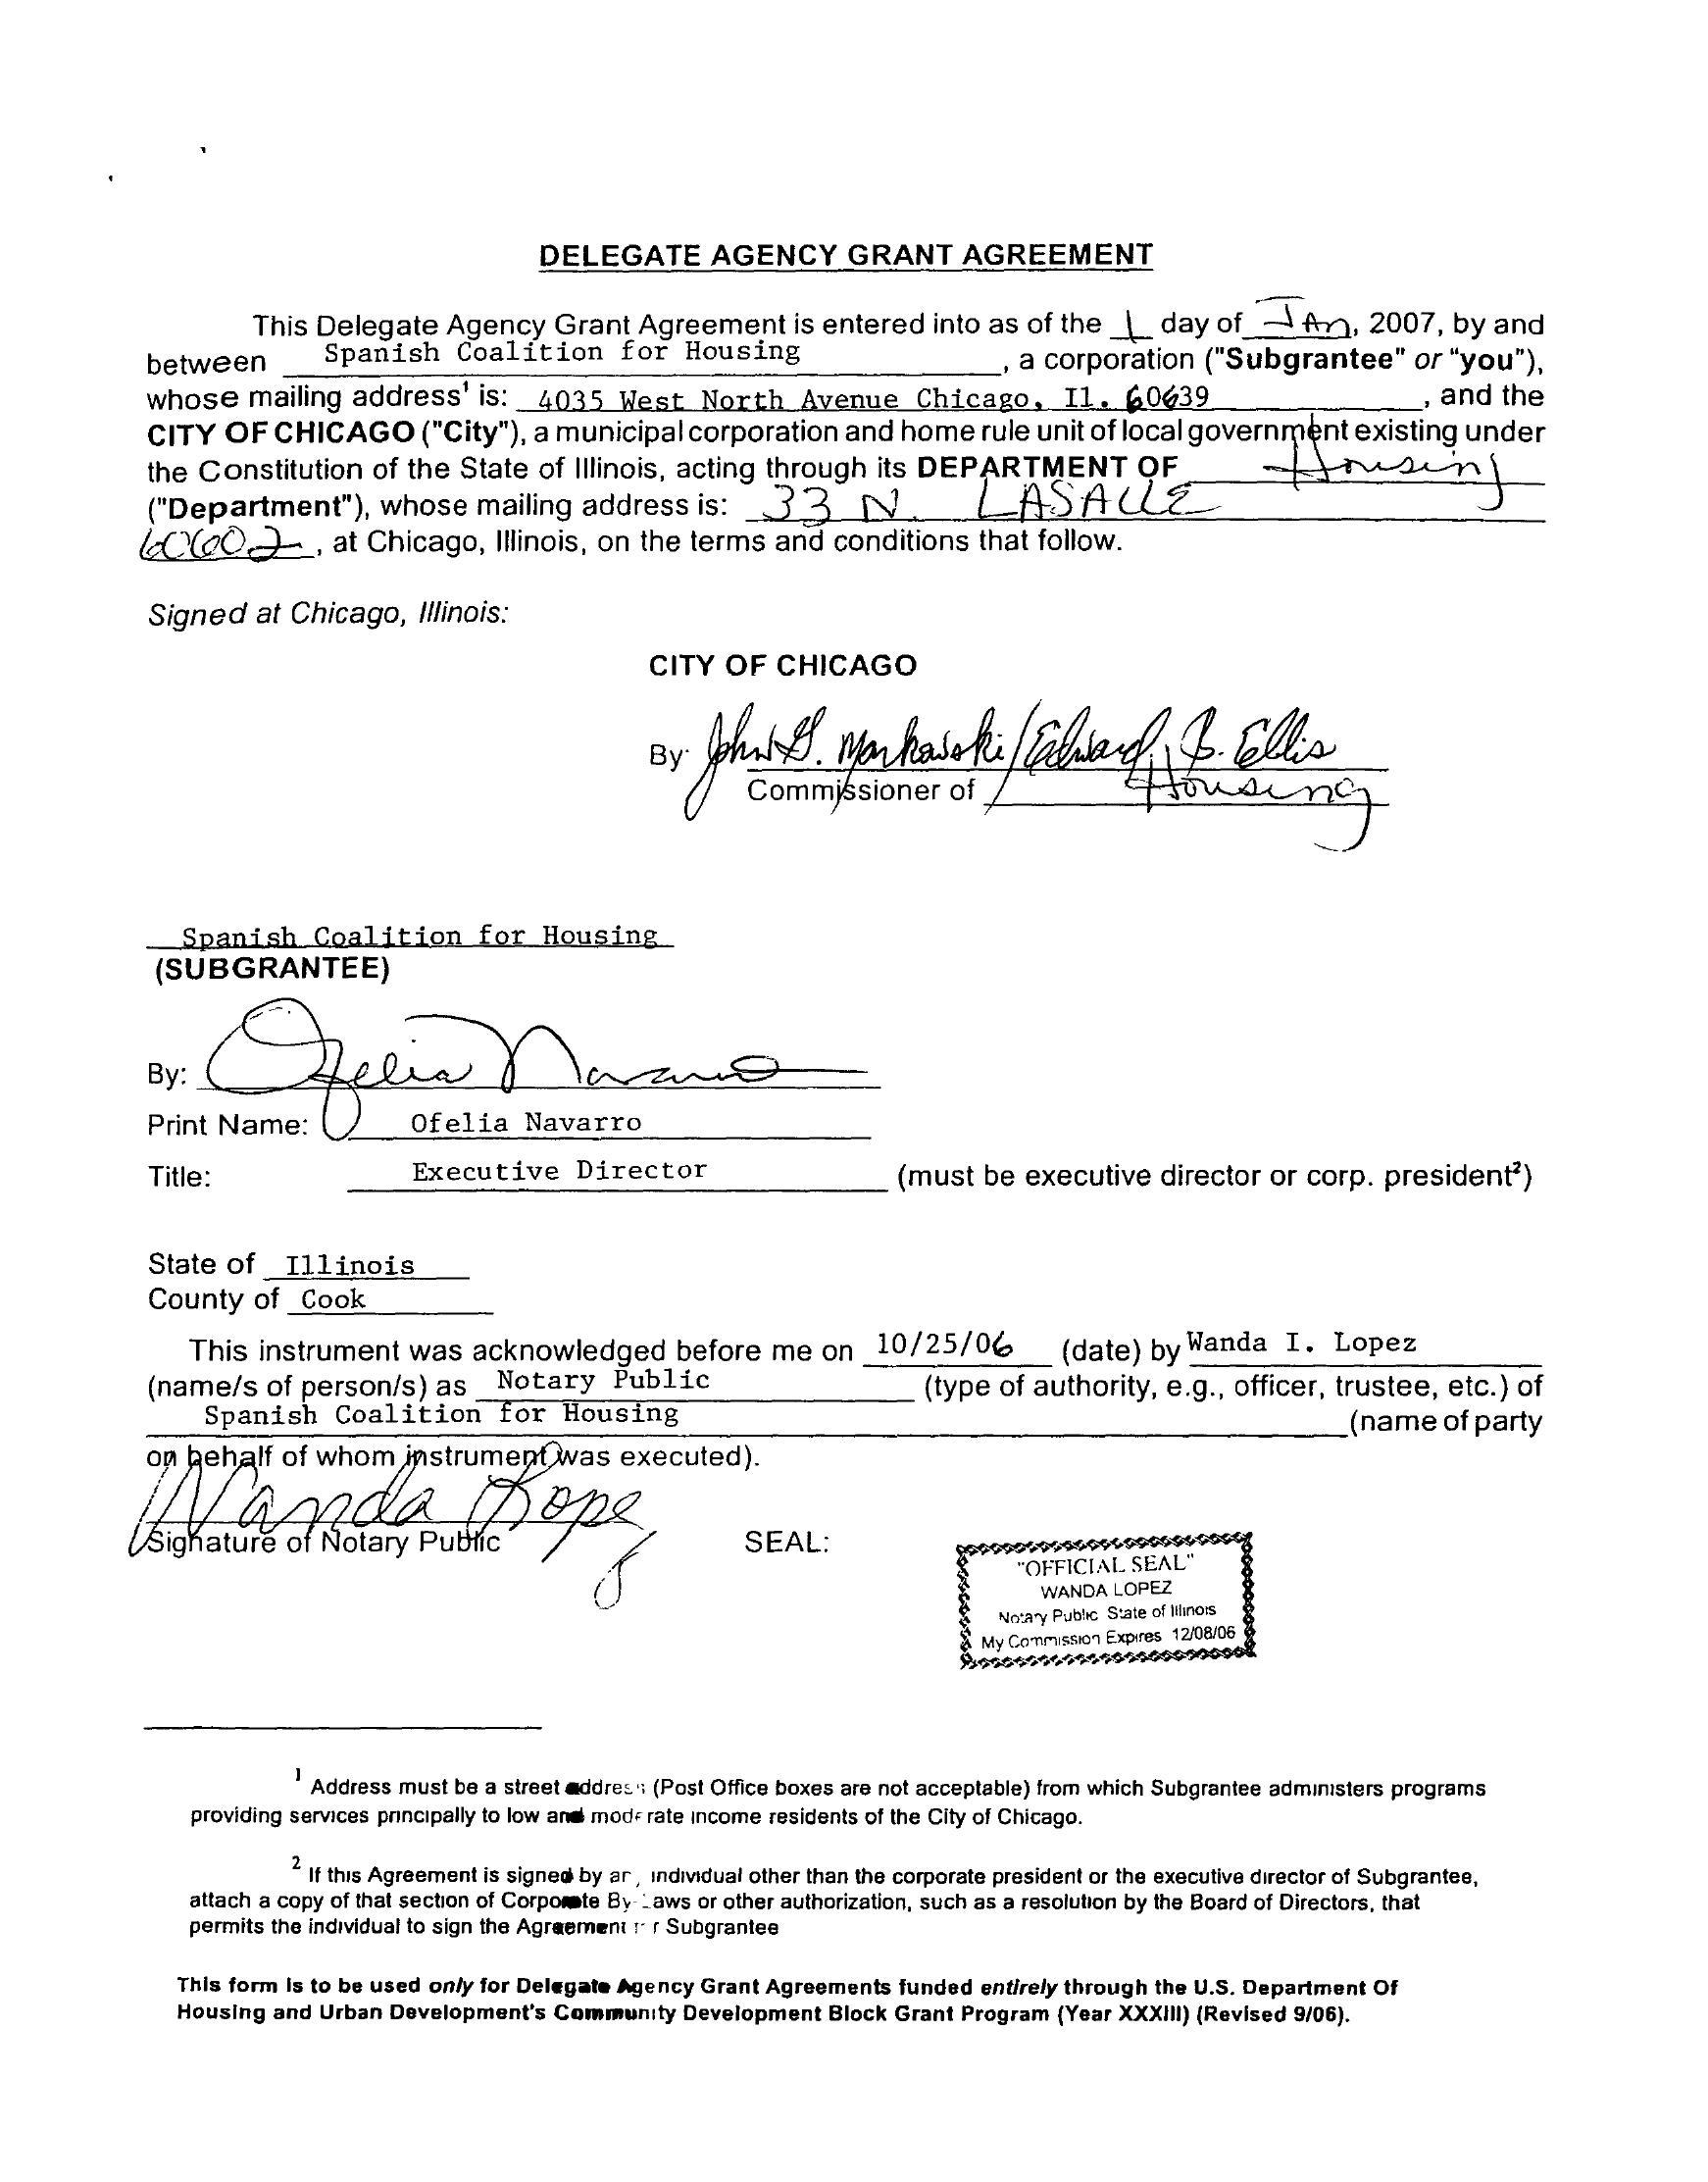 DELEGATE AGENCY GRANT AGREEMENT
This Delegate Agency Grant Agreement is entered into as of the 1 day of JAn, 2007, by and
between Spanish Coalition for Housing, a corporation ("Subgrantee" or "you"),
whose mailing address¹ is: 4035 West North Avenue Chicago, Il. 60639, and the
CITY OF CHICAGO ("City"), a municipal corporation and home rule unit of local government existing under
the Constitution of the State of Illinois, acting through its DEPARTMENT OF Housing
("Department"), whose mailing address is: 33 N. LASALLE
60602, at Chicago, Illinois, on the terms and conditions that follow.
Signed at Chicago, Illinois:
CITY OF CHICAGO
By: John G. Markowski/Edward B. Ellis
Commissioner of Housing
Spanish Coalition for Housing
(SUBGRANTEE)
By: Ofelia Navarro
Print Name: Ofelia Navarro
Title: Executive Director (must be executive director or corp. president²)
State of Illinois
County of Cook
This instrument was acknowledged before me on 10/25/06 (date) by Wanda I. Lopez
(name/s of person/s) as Notary Public (type of authority, e.g., officer, trustee, etc.) of
Spanish Coalition for Housing (name of party
on behalf of whom instrument was executed).
Wanda Lopez
Signature of Notary Public SEAL:
"OFFICIAL SEAL"
WANDA LOPEZ
Notary Public State of Illinois
My Commission Expires 12/08/06
¹ Address must be a street address (Post Office boxes are not acceptable) from which Subgrantee administers programs
providing services principally to low and moderate income residents of the City of Chicago.
² If this Agreement is signed by an individual other than the corporate president or the executive director of Subgrantee,
attach a copy of that section of Corporate By-Laws or other authorization, such as a resolution by the Board of Directors, that
permits the individual to sign the Agreement Subgrantee
This form is to be used only for Delegate Agency Grant Agreements funded entirely through the U.S. Department Of
Housing and Urban Development's Community Development Block Grant Program (Year XXXIII) (Revised 9/06).